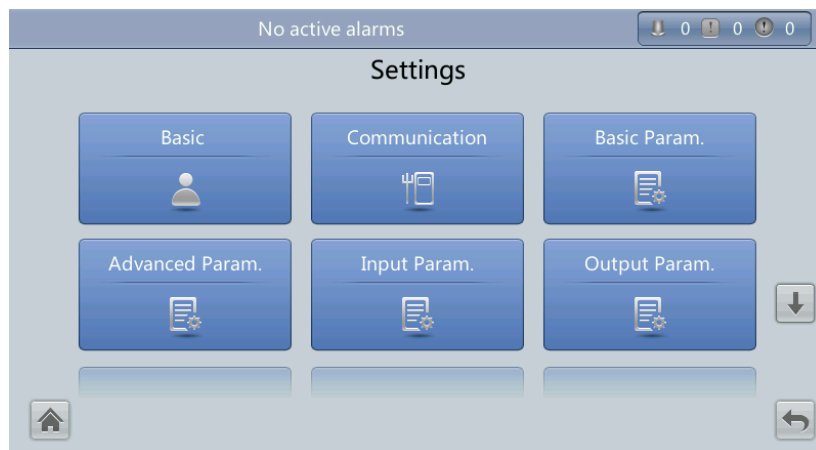 No active alarms 0 0 0
Settings
Basic Communication Basic Param.
Advanced Param. Input Param. Output Param.